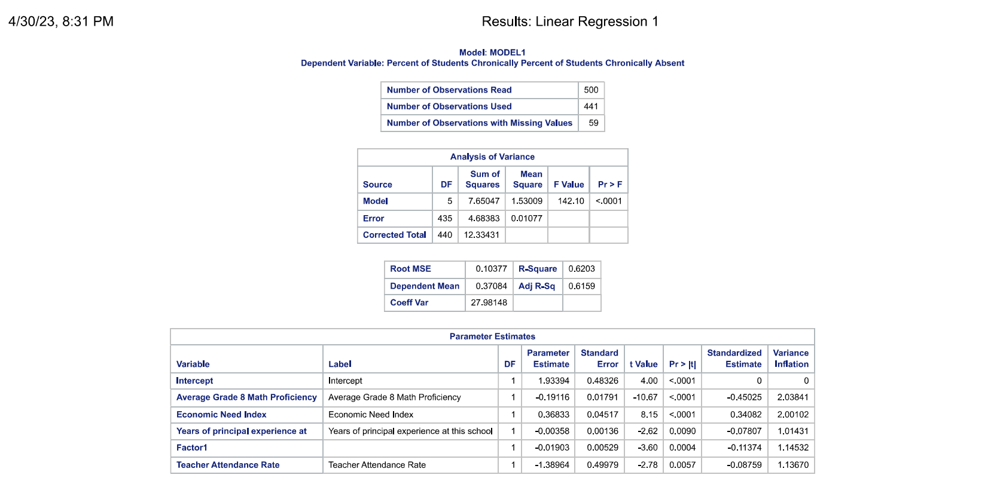 4/30/23, 8:31 PM Results: Linear Regression 1
Model: MODEL1
Dependent Variable: Percent of Students Chronically Percent of Students Chronically Absent
Number of Observations Read 500
Number of Observations Used 441
Number of Observations with Missing Values 59
Analysis of Variance
Source DF Sum of Squares Mean Square F Value Pr > F
Model 5 7.65047 1.53009 142.10 <.0001
Error 435 4.68383 0.01077
Corrected Total 440 12.33431
Root MSE 0.10377 R-Square 0.6203
Dependent Mean 0.37084 Adj R-Sq 0.6159
Coeff Var 27.98148
Parameter Estimates
Variable Label DF Parameter Estimate Standard Error t Value Pr > |t| Standardized Estimate Variance Inflation
Intercept Intercept 1 1.93394 0.48326 4.00 <.0001 0 0
Average Grade 8 Math Proficiency Average Grade 8 Math Proficiency 1 -0.19116 0.01791 -10.67 <.0001 -0.45025 2.03841
Economic Need Index Economic Need Index 1 0.36833 0.04517 8.15 <.0001 0.34082 2.00102
Years of principal experience at Years of principal experience at this school 1 -0.00358 0.00136 -2.62 0.0090 -0.07807 1.01431
Factor1 1 -0.01903 0.00529 -3.60 0.0004 -0.11374 1.14532
Teacher Attendance Rate Teacher Attendance Rate 1 -1.38964 0.49979 -2.78 0.0057 -0.08759 1.13670